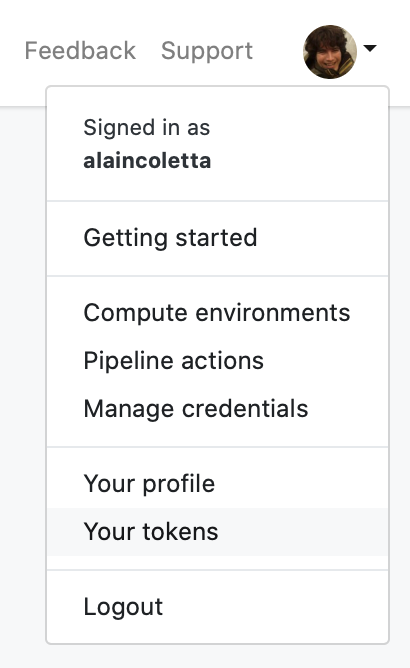 Feedback Support
Signed in as
alaincoletta
Getting started
Compute environments
Pipeline actions
Manage credentials
Your profile
Your tokens
Logout